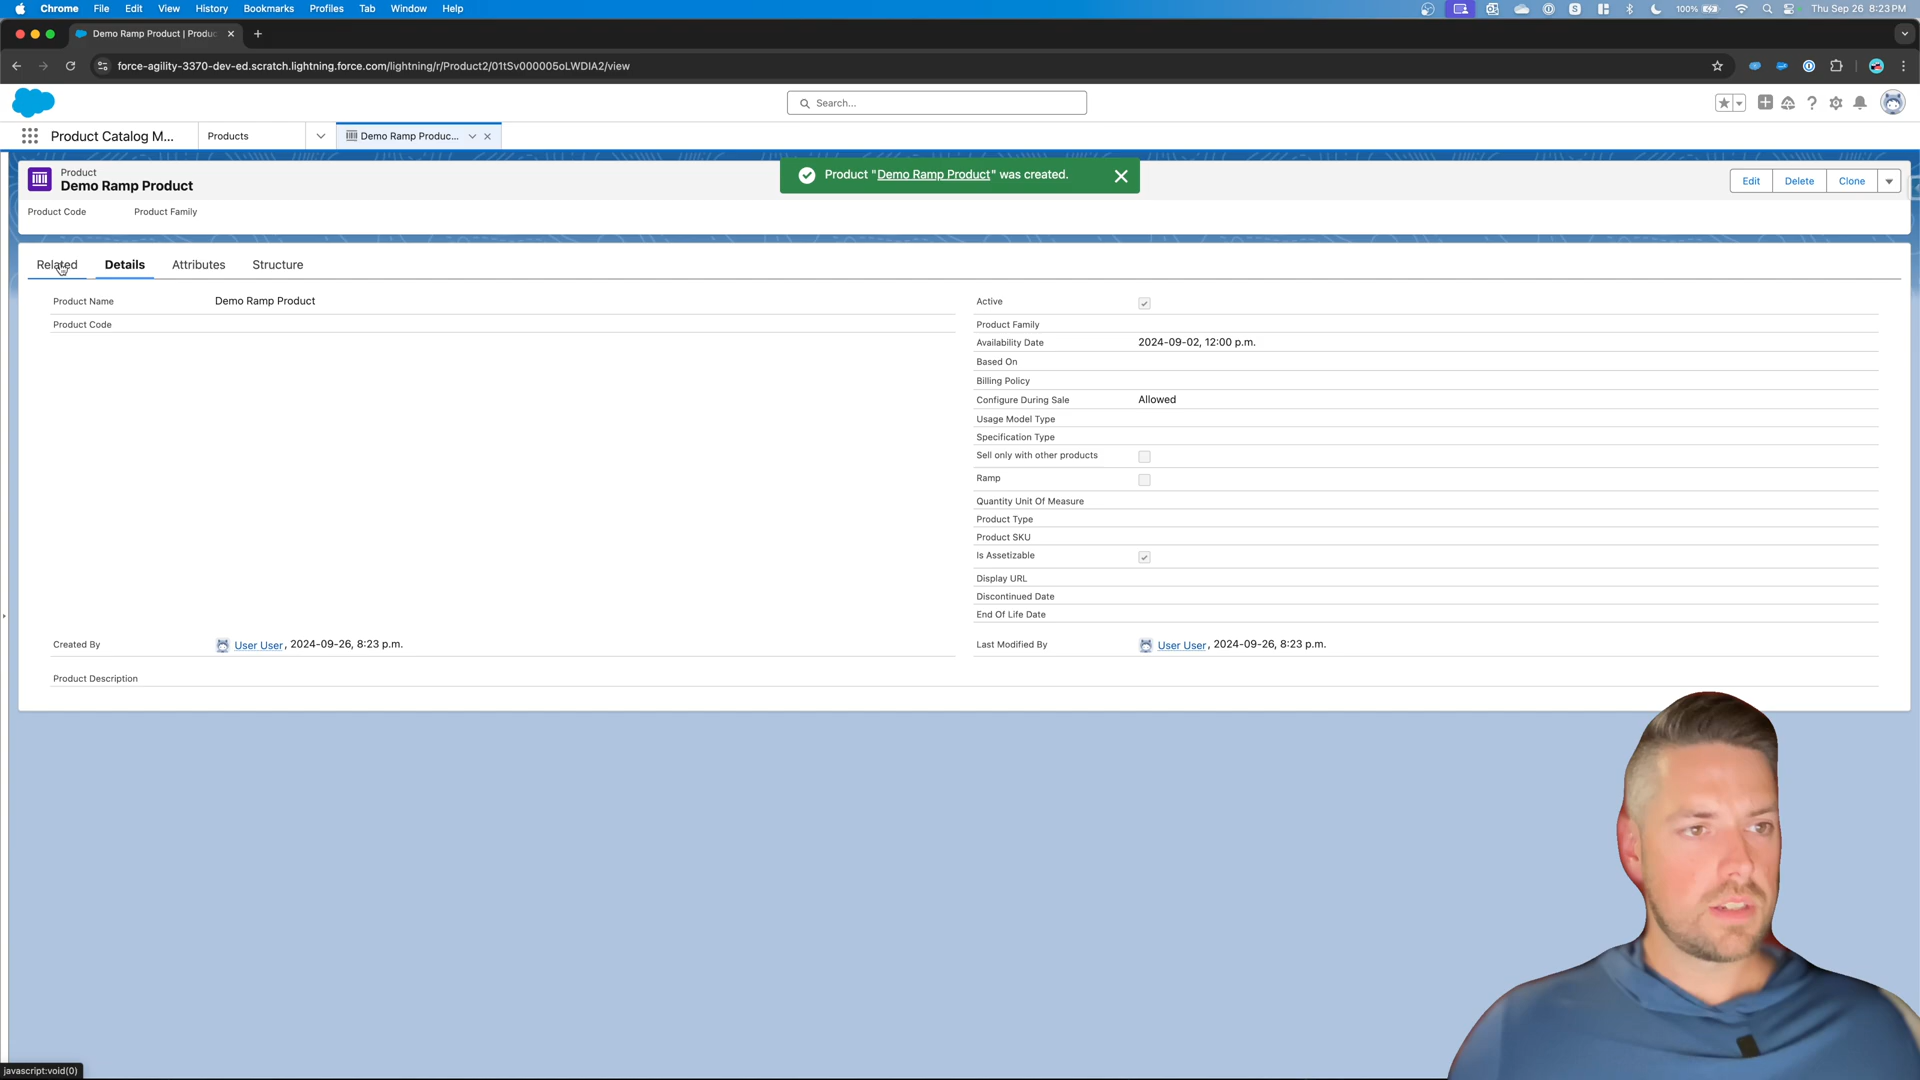 Chrome File Edit View History Bookmarks Profiles Tab Window Help 100% Thu Sep 26 8:23 PM
Demo Ramp Product | Produc
force-agility-3370-dev-ed.scratch.lightning.force.com/lightning/r/Product2/01tSv000005oLWDIA2/view
Search...
Product Catalog M... Products Demo Ramp Produc...
Product
Demo Ramp Product
Product "Demo Ramp Product" was created.
Edit Delete Clone
Product Code Product Family
Related Details Attributes Structure
Product Name Demo Ramp Product
Product Code
Active
Product Family
Availability Date 2024-09-02, 12:00 p.m.
Based On
Billing Policy
Configure During Sale Allowed
Usage Model Type
Specification Type
Sell only with other products
Ramp
Quantity Unit Of Measure
Product Type
Product SKU
Is Assetizable
Display URL
Discontinued Date
End Of Life Date
Created By User User, 2024-09-26, 8:23 p.m.
Last Modified By User User, 2024-09-26, 8:23 p.m.
Product Description
javascript:void(0)